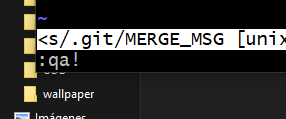 ~
<s/.git/MERGE_MSG [unix
:qa!
wallpaper
Imágenes